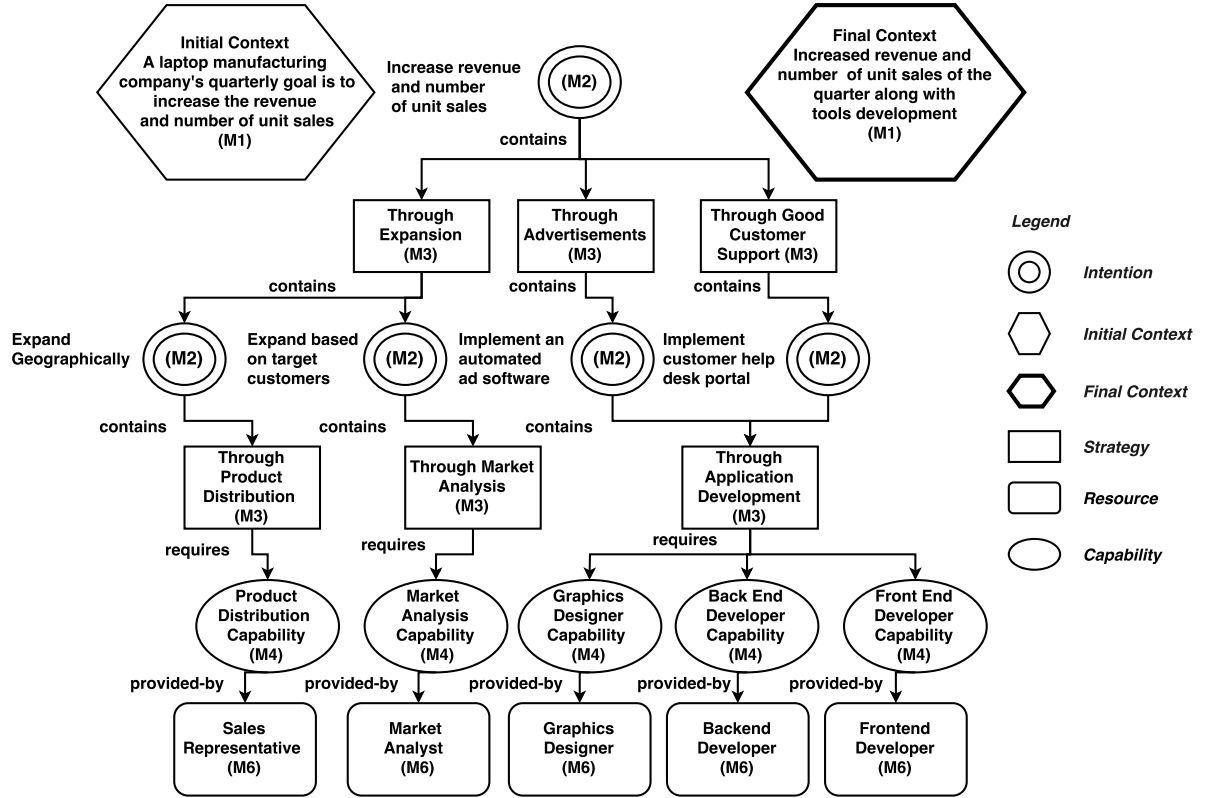 Initial Context
A laptop manufacturing
company's quarterly goal is to
increase the revenue
and number of unit sales
(M1)
Increase revenue
and number
of unit sales
(M2)
Final Context
Increased revenue and
number of unit sales of the
quarter along with
tools development
(M1)
contains
Through
Expansion
(M3)
Through
Advertisements
(M3)
Through Good
Customer
Support (M3)
contains
contains
contains
Expand
Geographically
(M2)
Expand based
on target
customers
(M2)
Implement an
automated
ad software
(M2)
Implement
customer help
desk portal
(M2)
contains
contains
contains
Through
Product
Distribution
(M3)
Through Market
Analysis
(M3)
Through
Application
Development
(M3)
requires
requires
requires
Product
Distribution
Capability
(M4)
Market
Analysis
Capability
(M4)
Graphics
Designer
Capability
(M4)
Back End
Developer
Capability
(M4)
Front End
Developer
Capability
(M4)
provided-by
provided-by
provided-by
provided-by
provided-by
Sales
Representative
(M6)
Market
Analyst
(M6)
Graphics
Designer
(M6)
Backend
Developer
(M6)
Frontend
Developer
(M6)
Legend
Intention
Initial Context
Final Context
Strategy
Resource
Capability